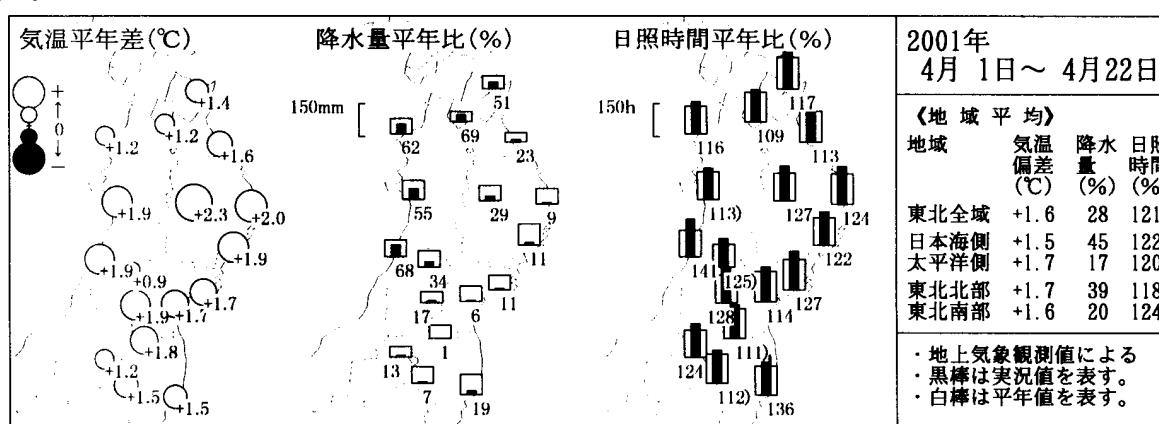 気温平年差(℃)
+
↑
0
↓
−
+1.4
+1.2
+1.2
+1.6
+1.9
+2.3
+2.0
+1.9
+1.9
+0.9
+1.7
+1.9
+1.7
+1.8
+1.2
+1.5
+1.5
降水量平年比(%)
150mm
51
69
62
23
55
29
9
11
68
34
11
17
6
1
13
7
19
日照時間平年比(%)
150h
117
109
116
113
113)
127
124
122
141
125)
127
128
114
111)
124
112)
136
2001年
4月 1日～ 4月22日
《地 域 平 均》
地域 気温 降水 日照
偏差 量 時間
(℃) (%) (%)
東北全域 +1.6 28 121
日本海側 +1.5 45 122
太平洋側 +1.7 17 120
東北北部 +1.7 39 118
東北南部 +1.6 20 124
・地上気象観測値による
・黒棒は実況値を表す。
・白棒は平年値を表す。